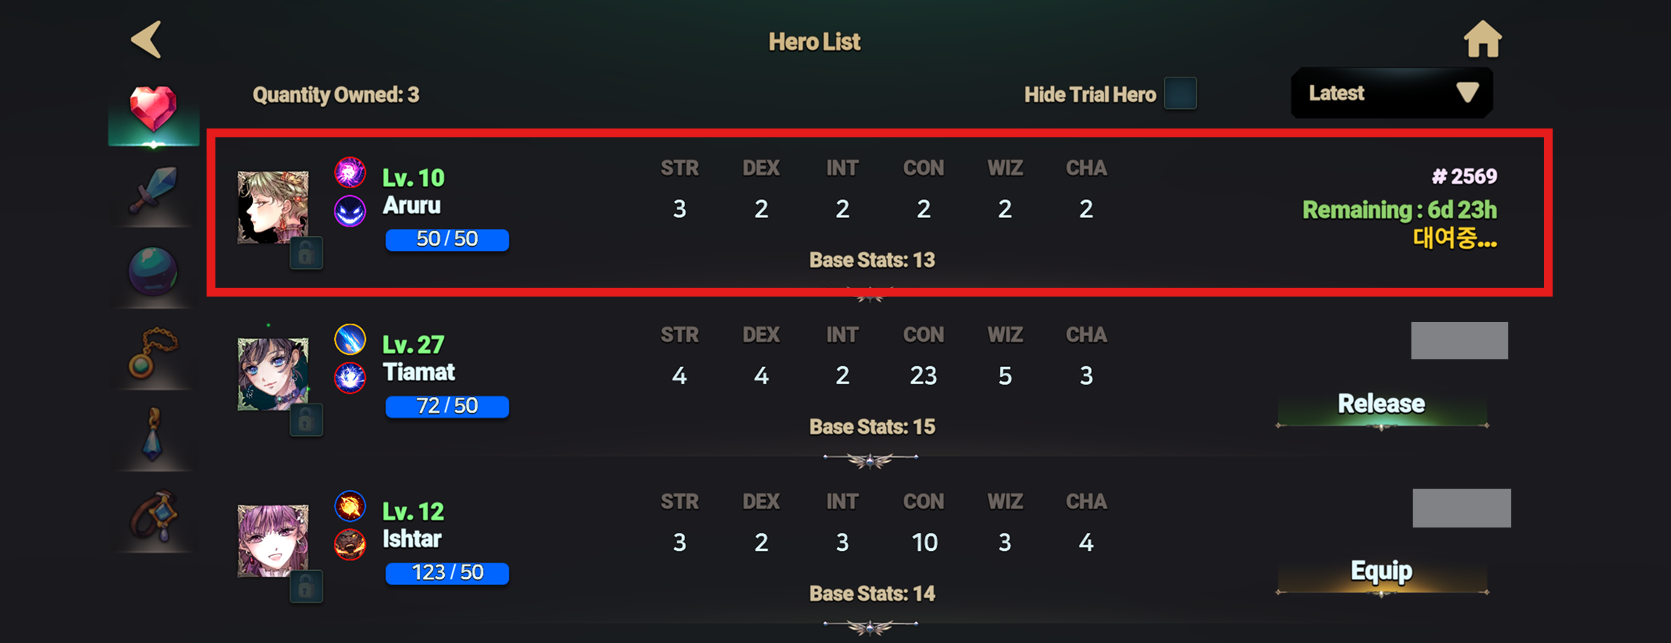 Hero List
Quantity Owned: 3
Hide Trial Hero
Latest
Lv. 10
Aruru
50 / 50
STR DEX INT CON WIZ CHA
3 2 2 2 2 2
Base Stats: 13
# 2569
Remaining : 6d 23h
대여중...
Lv. 27
Tiamat
72 / 50
STR DEX INT CON WIZ CHA
4 4 2 23 5 3
Base Stats: 15
Release
Lv. 12
Ishtar
123 / 50
STR DEX INT CON WIZ CHA
3 2 3 10 3 4
Base Stats: 14
Equip